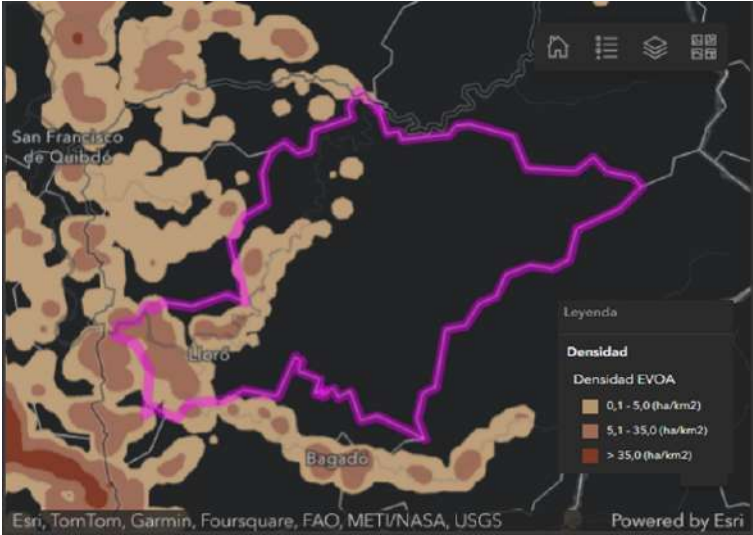 San Francisco
de Quibdó
Lloró
Bagadó
Leyenda
Densidad
Densidad EVOA
0,1 - 5,0 (ha/km2)
5,1 - 35,0 (ha/km2)
> 35,0 (ha/km2)
Esri, TomTom, Garmin, Foursquare, FAO, METI/NASA, USGS
Powered by Esri